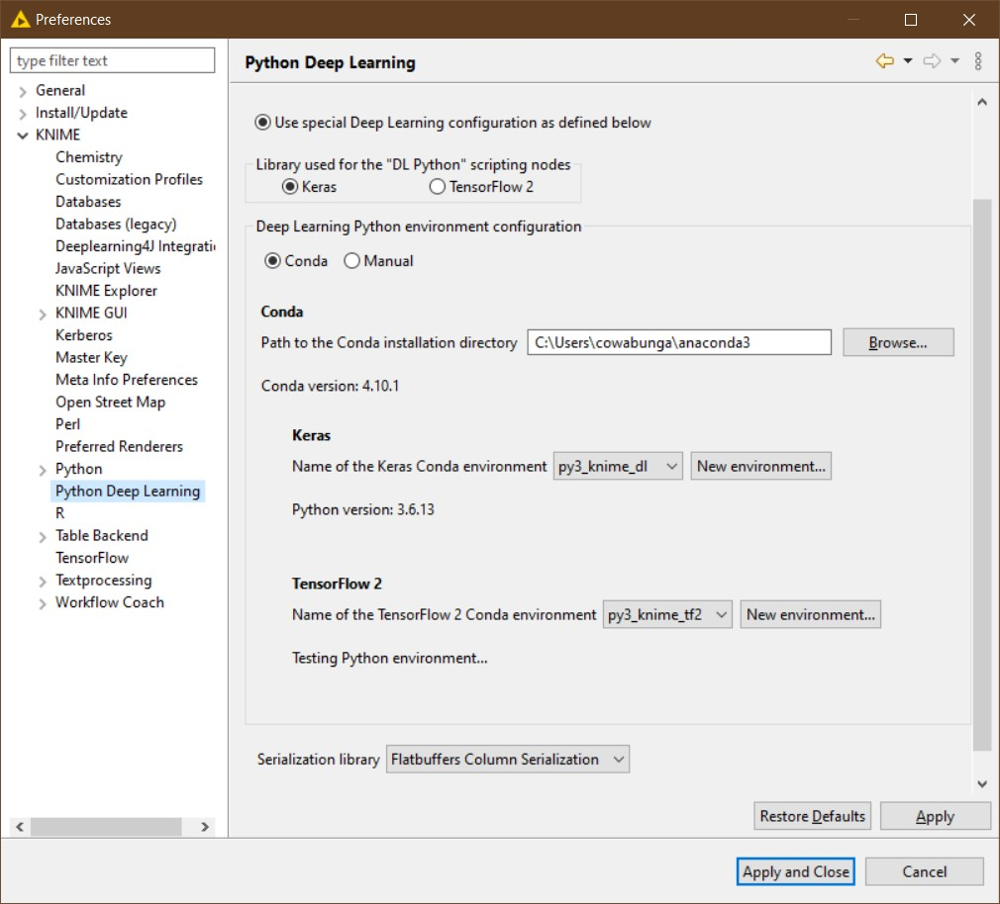 Preferences
type filter text
General
Install/Update
KNIME
Chemistry
Customization Profiles
Databases
Databases (legacy)
Deeplearning4J Integratio
JavaScript Views
KNIME Explorer
KNIME GUI
Kerberos
Master Key
Meta Info Preferences
Open Street Map
Perl
Preferred Renderers
Python
Python Deep Learning
R
Table Backend
TensorFlow
Textprocessing
Workflow Coach
Python Deep Learning
Use special Deep Learning configuration as defined below
Library used for the "DL Python" scripting nodes
Keras TensorFlow 2
Deep Learning Python environment configuration
Conda Manual
Conda
Path to the Conda installation directory C:\Users\cowabunga\anaconda3 Browse...
Conda version: 4.10.1
Keras
Name of the Keras Conda environment py3_knime_dl New environment...
Python version: 3.6.13
TensorFlow 2
Name of the TensorFlow 2 Conda environment py3_knime_tf2 New environment...
Testing Python environment...
Serialization library Flatbuffers Column Serialization
Restore Defaults Apply
Apply and Close Cancel